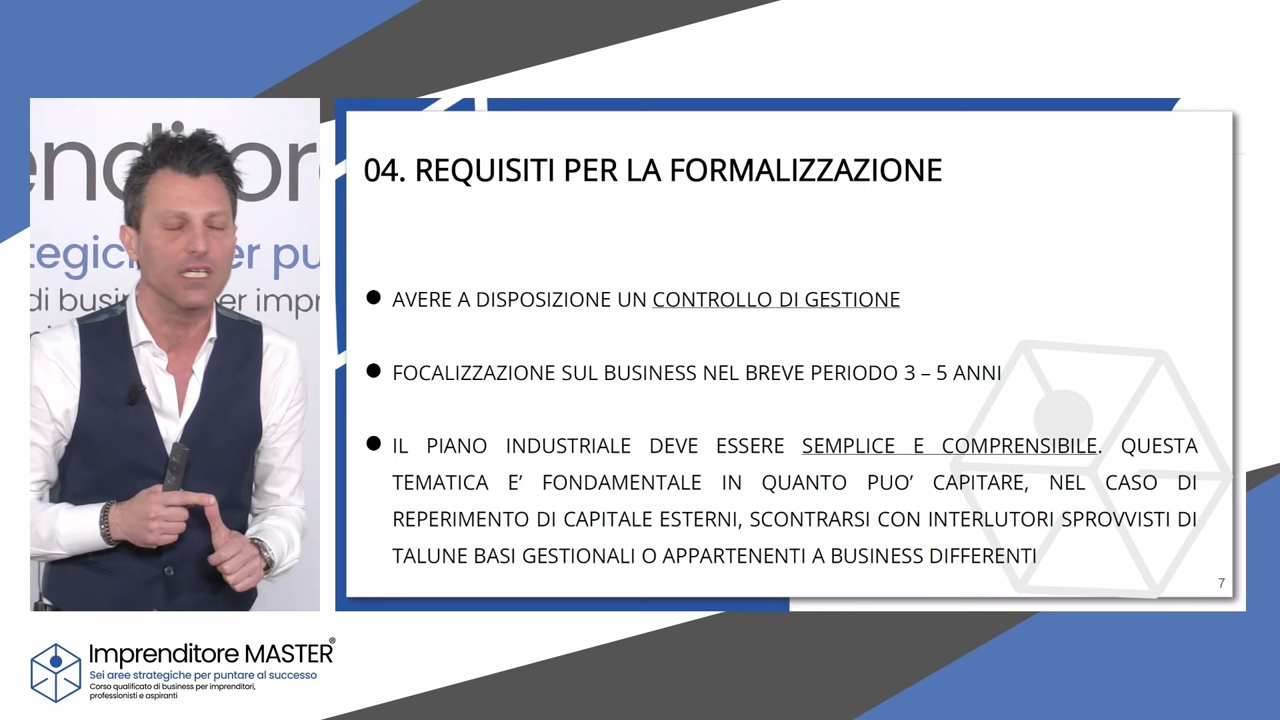 04. REQUISITI PER LA FORMALIZZAZIONE
AVERE A DISPOSIZIONE UN CONTROLLO DI GESTIONE
FOCALIZZAZIONE SUL BUSINESS NEL BREVE PERIODO 3 – 5 ANNI
IL PIANO INDUSTRIALE DEVE ESSERE SEMPLICE E COMPRENSIBILE. QUESTA
TEMATICA E’ FONDAMENTALE IN QUANTO PUO’ CAPITARE, NEL CASO DI
REPERIMENTO DI CAPITALE ESTERNI, SCONTRARSI CON INTERLUTORI SPROVVISTI DI
TALUNE BASI GESTIONALI O APPARTENENTI A BUSINESS DIFFERENTI
7
Imprenditore MASTER®
Sei aree strategiche per puntare al successo
Corso qualificato di business per imprenditori,
professionisti e aspiranti